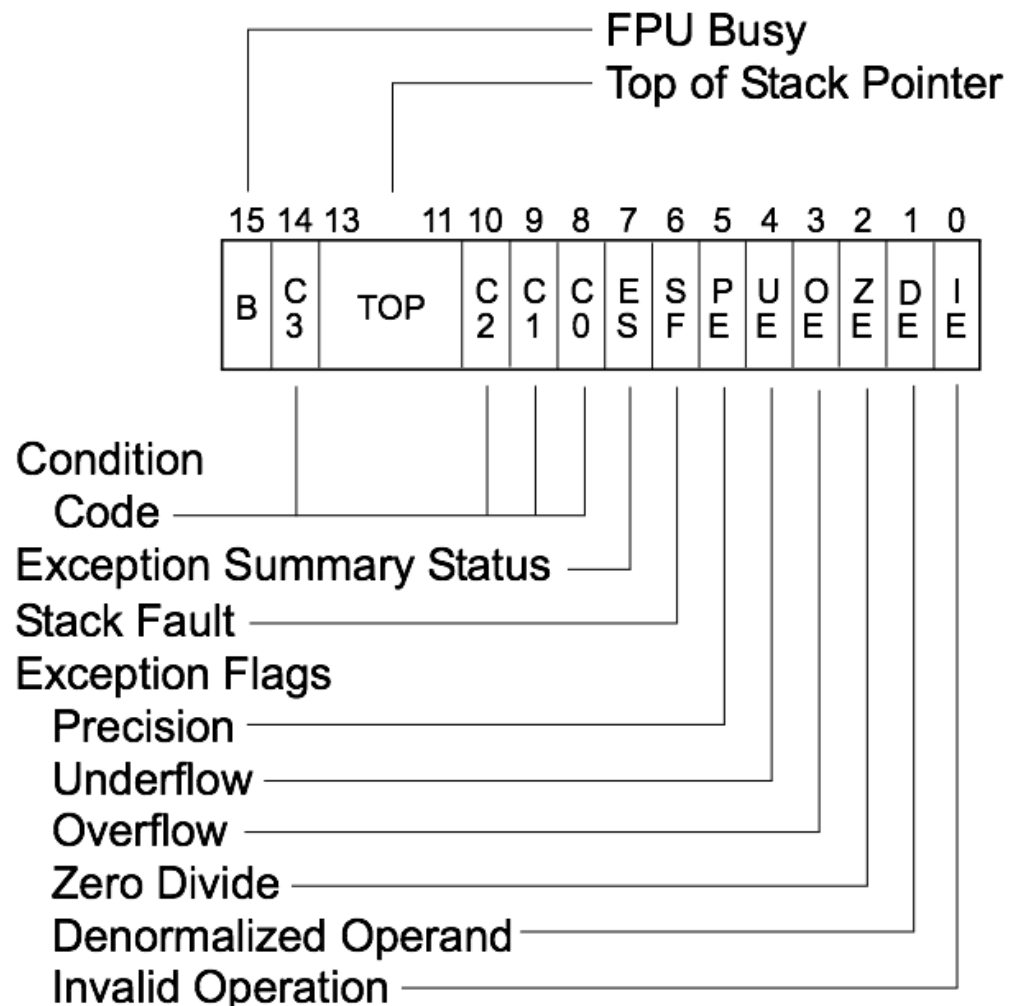 FPU Busy
Top of Stack Pointer
15 14 13 11 10 9 8 7 6 5 4 3 2 1 0
B C3 TOP C2 C1 C0 ES SF PE UE OE ZE DE IE
Condition
Code
Exception Summary Status
Stack Fault
Exception Flags
Precision
Underflow
Overflow
Zero Divide
Denormalized Operand
Invalid Operation